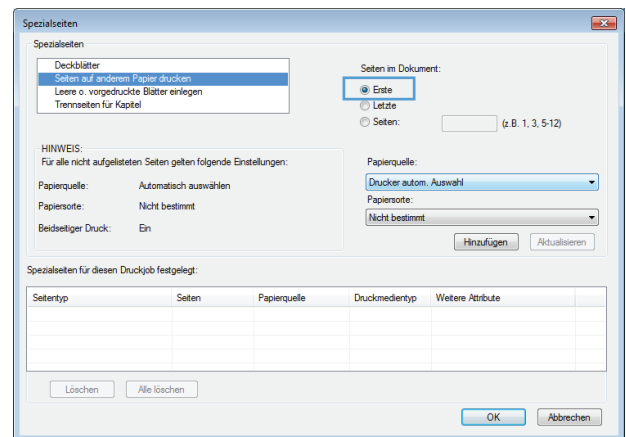 Spezialseiten
Spezialseiten
Deckblätter
Seiten auf anderem Papier drucken
Leere o. vorgedruckte Blätter einlegen
Trennseiten für Kapitel
Seiten im Dokument:
Erste
Letzte
Seiten: (z.B. 1, 3, 5-12)
HINWEIS:
Für alle nicht aufgelisteten Seiten gelten folgende Einstellungen:
Papierquelle: Automatisch auswählen
Papiersorte: Nicht bestimmt
Beidseitiger Druck: Ein
Papierquelle:
Drucker autom. Auswahl
Papiersorte:
Nicht bestimmt
Hinzufügen Aktualisieren
Spezialseiten für diesen Druckjob festgelegt:
Seitentyp Seiten Papierquelle Druckmedientyp Weitere Attribute
Löschen Alle löschen
OK Abbrechen